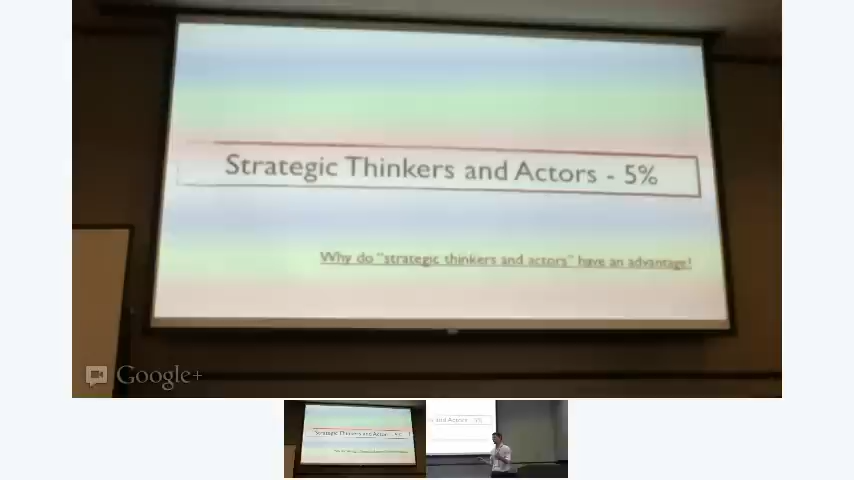 Strategic Thinkers and Actors - 5%
Why do "strategic thinkers and actors" have an advantage!
Google+